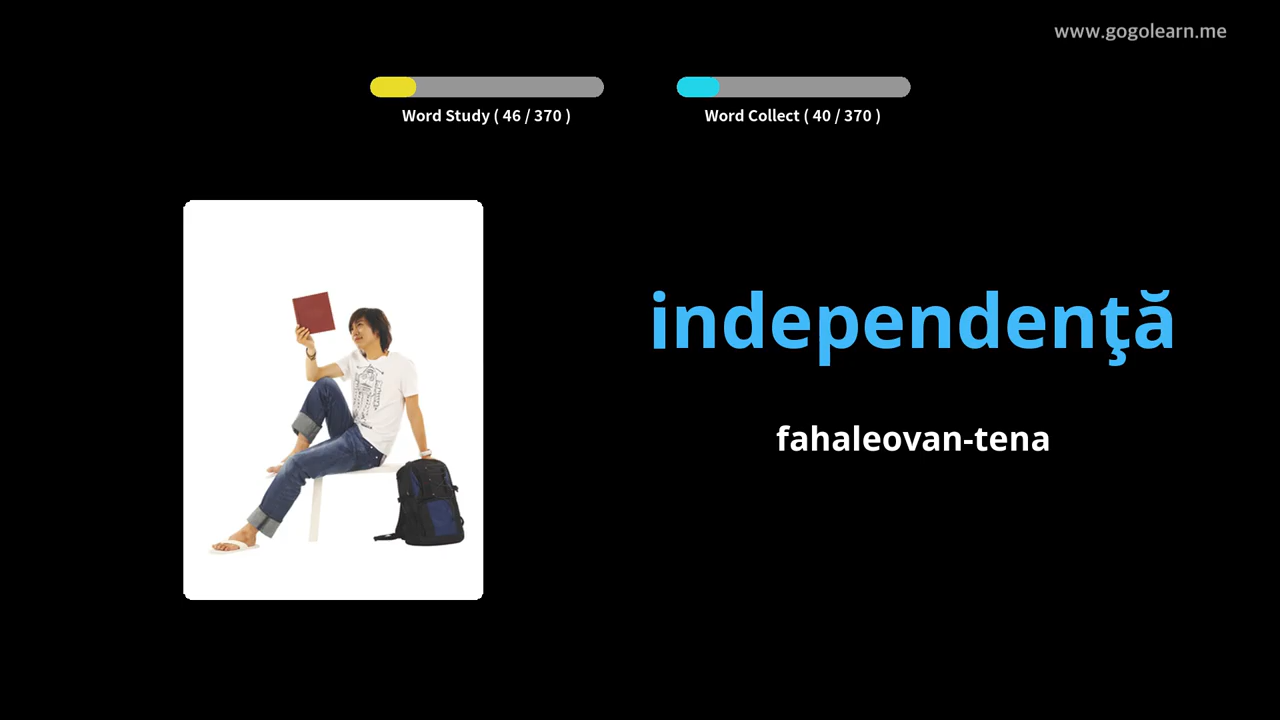 www.gogolearn.me
Word Study ( 46 / 370 )
Word Collect ( 40 / 370 )
independenţă
fahaleovan-tena